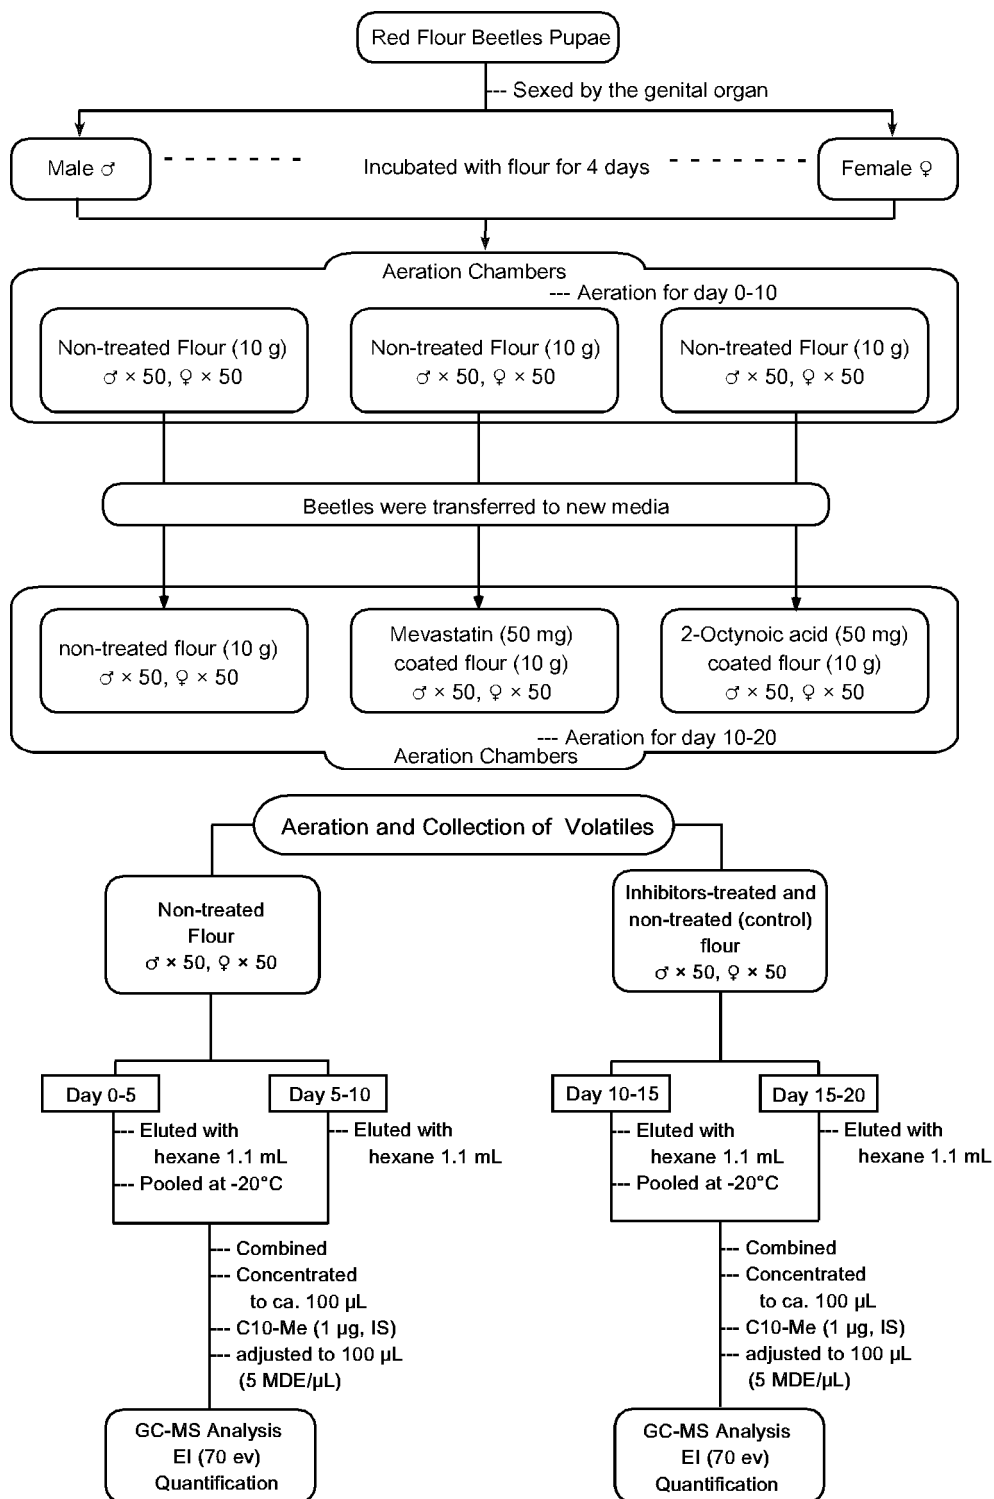 Red Flour Beetles Pupae
--- Sexed by the genital organ
Male ♂
Incubated with flour for 4 days
Female ♀
Aeration Chambers
--- Aeration for day 0-10
Non-treated Flour (10 g)
♂ × 50, ♀ × 50
Non-treated Flour (10 g)
♂ × 50, ♀ × 50
Non-treated Flour (10 g)
♂ × 50, ♀ × 50
Beetles were transferred to new media
non-treated flour (10 g)
♂ × 50, ♀ × 50
Mevastatin (50 mg)
coated flour (10 g)
♂ × 50, ♀ × 50
2-Octynoic acid (50 mg)
coated flour (10 g)
♂ × 50, ♀ × 50
--- Aeration for day 10-20
Aeration Chambers
Aeration and Collection of Volatiles
Non-treated
Flour
♂ × 50, ♀ × 50
Inhibitors-treated and
non-treated (control)
flour
♂ × 50, ♀ × 50
Day 0-5
Day 5-10
--- Eluted with
hexane 1.1 mL
--- Pooled at -20°C
--- Eluted with
hexane 1.1 mL
--- Combined
--- Concentrated
to ca. 100 µL
--- C10-Me (1 µg, IS)
--- adjusted to 100 µL
(5 MDE/µL)
GC-MS Analysis
EI (70 ev)
Quantification
Day 10-15
Day 15-20
--- Eluted with
hexane 1.1 mL
--- Pooled at -20°C
--- Eluted with
hexane 1.1 mL
--- Combined
--- Concentrated
to ca. 100 µL
--- C10-Me (1 µg, IS)
--- adjusted to 100 µL
(5 MDE/µL)
GC-MS Analysis
EI (70 ev)
Quantification